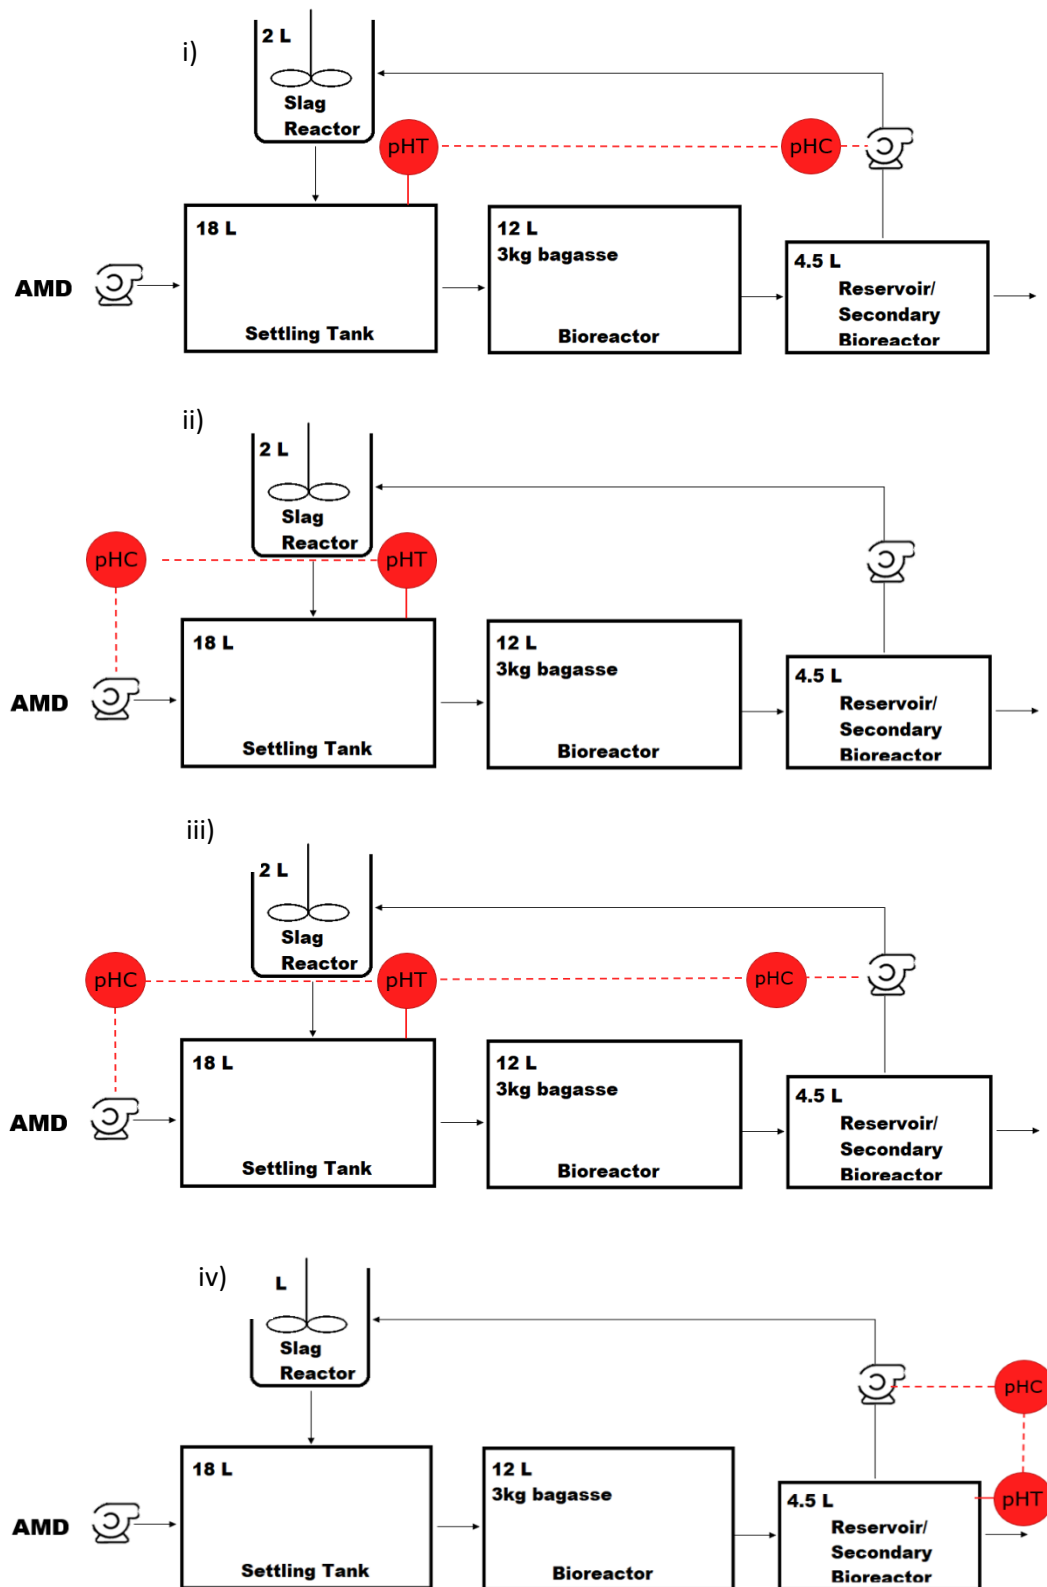 i)
2 L
Slag
Reactor
pHT
pHC
18 L
12 L
3kg bagasse
4.5 L
Reservoir/
Secondary
Bioreactor
AMD
Settling Tank
Bioreactor
ii)
2 L
Slag
Reactor
pHC
pHT
18 L
12 L
3kg bagasse
4.5 L
Reservoir/
Secondary
Bioreactor
AMD
Settling Tank
Bioreactor
iii)
2 L
Slag
Reactor
pHC
pHT
pHC
18 L
12 L
3kg bagasse
4.5 L
Reservoir/
Secondary
Bioreactor
AMD
Settling Tank
Bioreactor
iv)
L
Slag
Reactor
pHC
18 L
12 L
3kg bagasse
4.5 L
pHT
Reservoir/
Secondary
Bioreactor
AMD
Settling Tank
Bioreactor